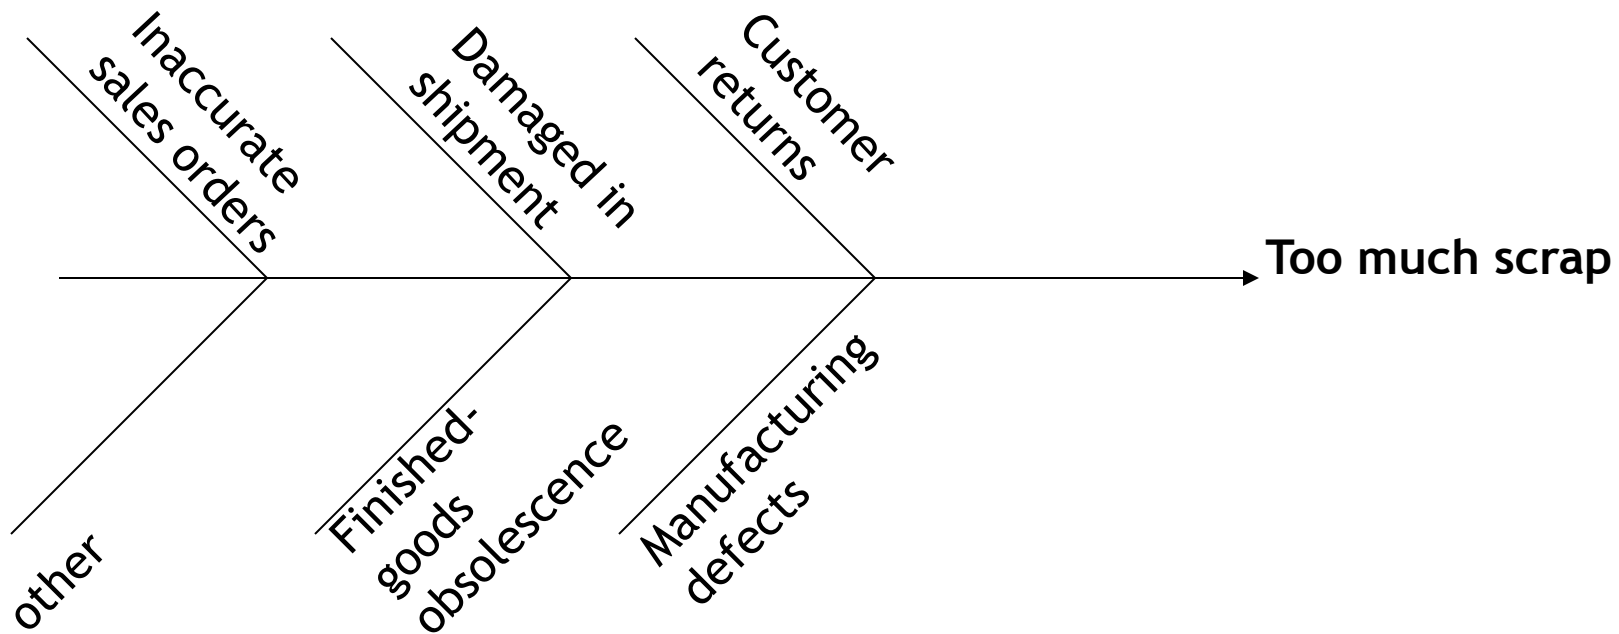 Inaccurate
sales orders
Damaged in
shipment
Customer
returns
Too much scrap
other
Finished-
goods
obsolescence
Manufacturing
defects